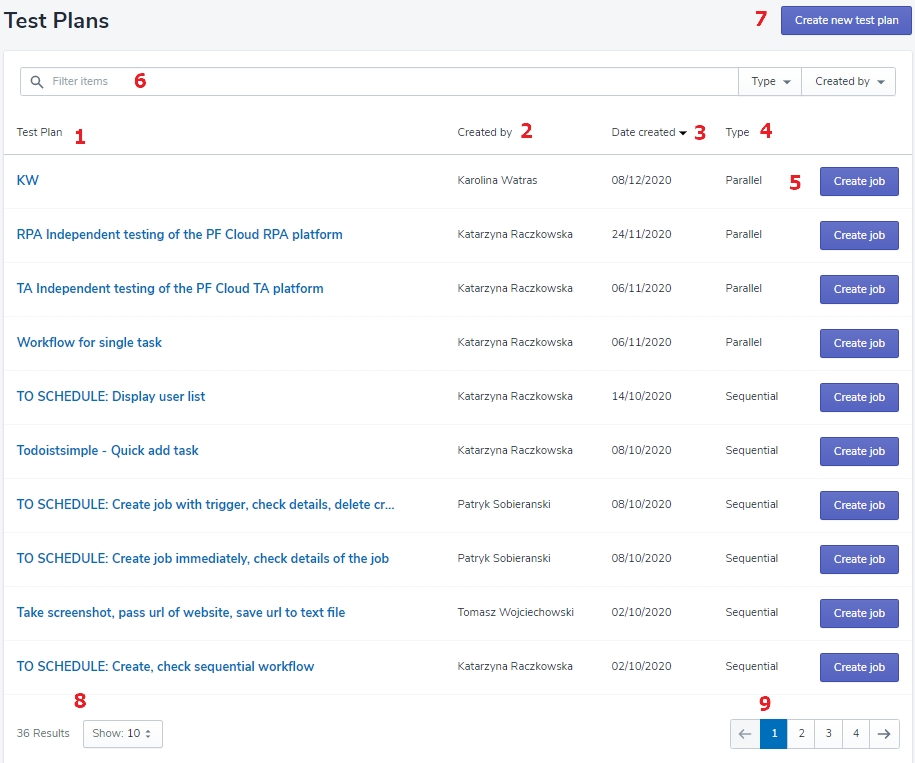 Test Plans 7 Create new test plan
Filter items 6 Type Created by
Test Plan 1 Created by 2 Date created 3 Type 4
KW Karolina Watras 08/12/2020 Parallel 5 Create job
RPA Independent testing of the PF Cloud RPA platform Katarzyna Raczkowska 24/11/2020 Parallel Create job
TA Independent testing of the PF Cloud TA platform Katarzyna Raczkowska 06/11/2020 Parallel Create job
Workflow for single task Katarzyna Raczkowska 06/11/2020 Parallel Create job
TO SCHEDULE: Display user list Katarzyna Raczkowska 14/10/2020 Sequential Create job
Todoistsimple - Quick add task Katarzyna Raczkowska 08/10/2020 Sequential Create job
TO SCHEDULE: Create job with trigger, check details, delete cr... Patryk Sobieranski 08/10/2020 Sequential Create job
TO SCHEDULE: Create job immediately, check details of the job Patryk Sobieranski 08/10/2020 Sequential Create job
Take screenshot, pass url of website, save url to text file Tomasz Wojciechowski 02/10/2020 Sequential Create job
TO SCHEDULE: Create, check sequential workflow Katarzyna Raczkowska 02/10/2020 Sequential Create job
8 9
36 Results Show: 10 ← 1 2 3 4 →